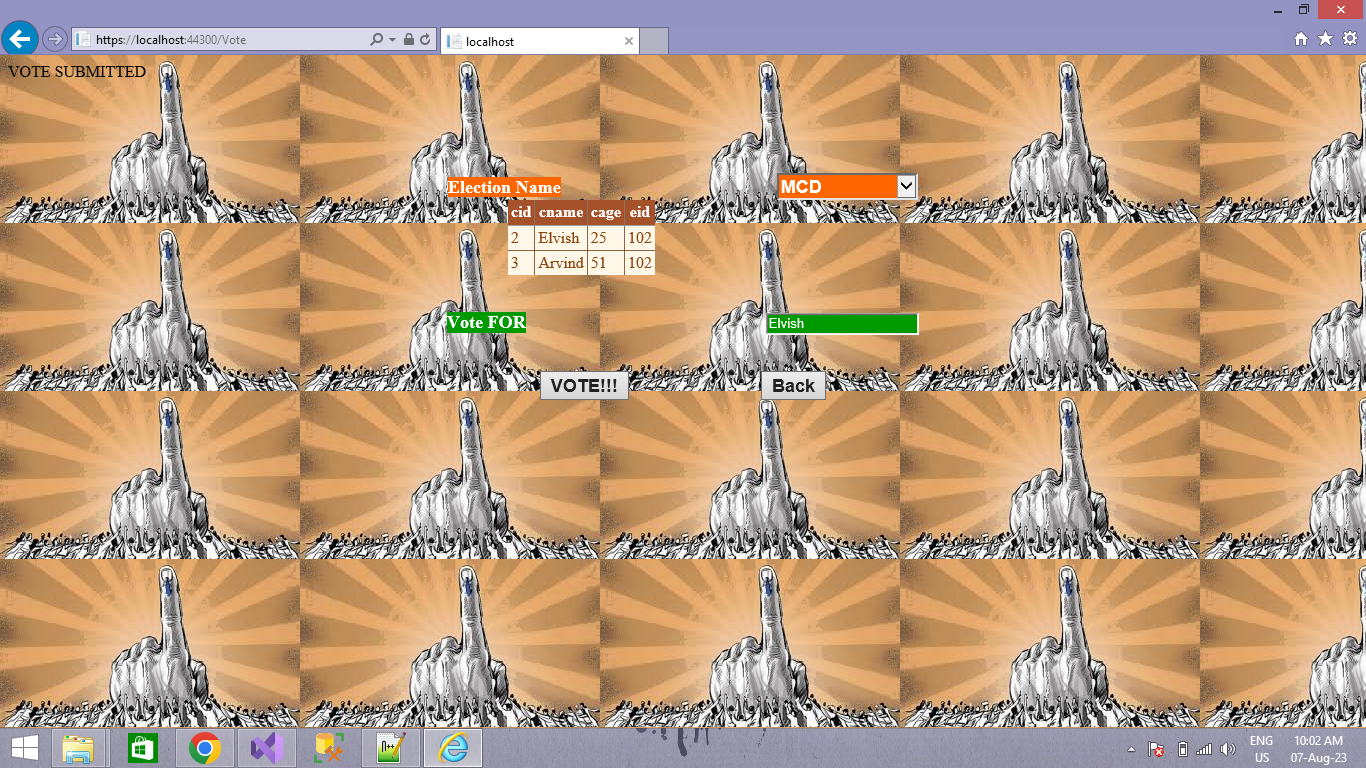 https://localhost:44300/Vote
localhost
VOTE SUBMITTED
Election Name
MCD
cid cname cage eid
2 Elvish 25 102
3 Arvind 51 102
Vote FOR
Elvish
VOTE!!! Back
ENG 10:02 AM
US 07-Aug-23